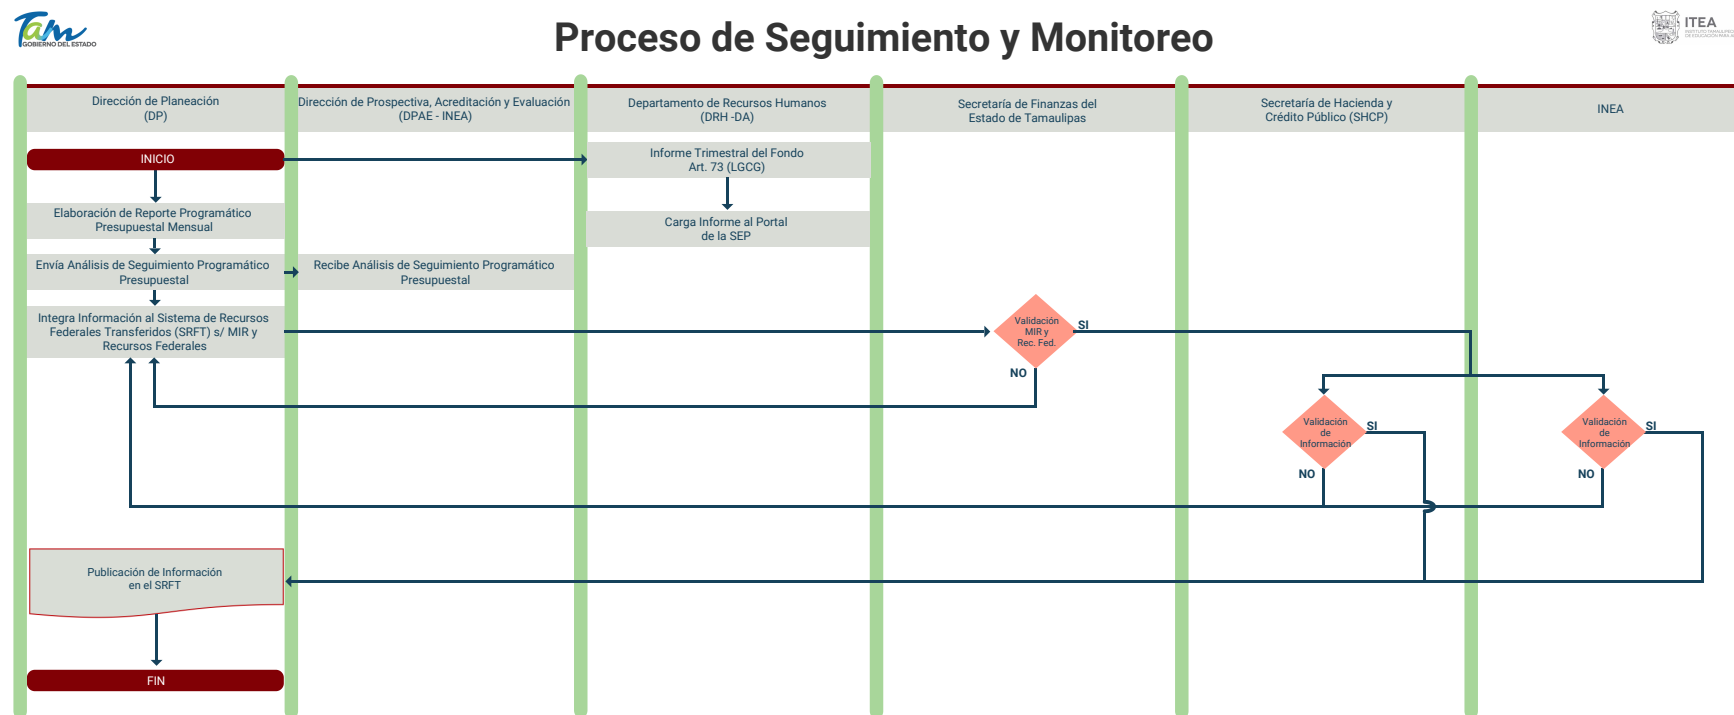 Tam
GOBIERNO DEL ESTADO
Proceso de Seguimiento y Monitoreo
ITEA
Dirección de Planeación
(DP)
Dirección de Prospectiva, Acreditación y Evaluación
(DPAE - INEA)
Departamento de Recursos Humanos
(DRH -DA)
Secretaría de Finanzas del
Estado de Tamaulipas
Secretaría de Hacienda y
Crédito Público (SHCP)
INEA
INICIO
Informe Trimestral del Fondo
Art. 73 (LGCG)
Elaboración de Reporte Programático
Presupuestal Mensual
Carga Informe al Portal
de la SEP
Envía Análisis de Seguimiento Programático
Presupuestal
Recibe Análisis de Seguimiento Programático
Presupuestal
Integra Información al Sistema de Recursos
Federales Transferidos (SRFT) s/ MIR y
Recursos Federales
Validación
MIR y
Rec. Fed.
SI
NO
Validación
de
Información
SI
NO
Validación
de
Información
SI
NO
Publicación de Información
en el SRFT
FIN